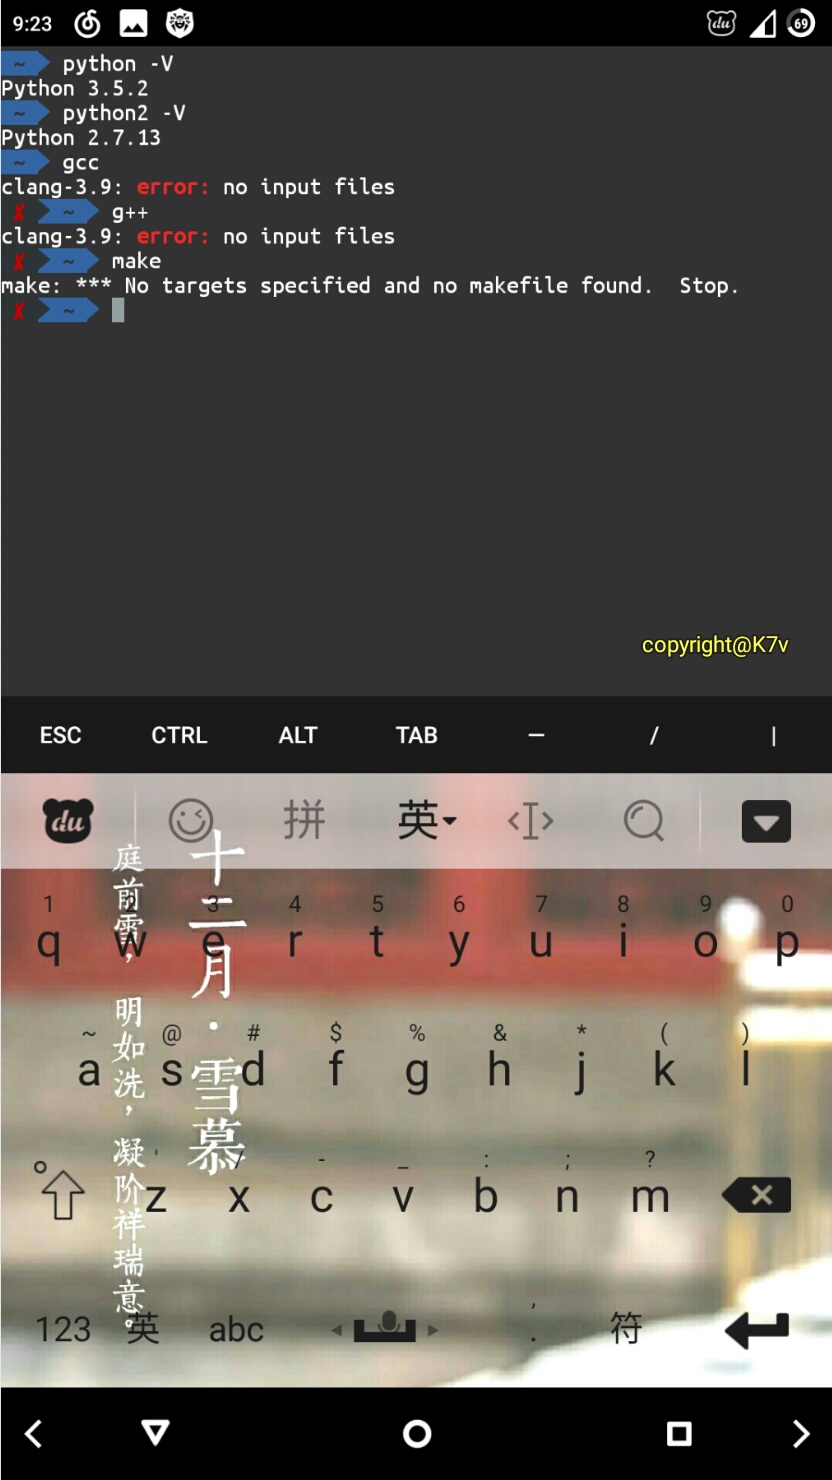 9:23
du
69
~ python -V
Python 3.5.2
~ python2 -V
Python 2.7.13
~ gcc
clang-3.9: error: no input files
✗ ~ g++
clang-3.9: error: no input files
✗ ~ make
make: *** No targets specified and no makefile found.  Stop.
✗ ~
copyright@K7v
ESC CTRL ALT TAB — / |
du 拼 英
十二月·雪慕
庭前雪，明如洗，凝阶祥瑞意。
1 2 3 4 5 6 7 8 9 0
q w e r t y u i o p
~ @ # $ % & * ( )
a s d f g h j k l
' / - _ : ; ?
z x c v b n m
123 英 abc , . 符